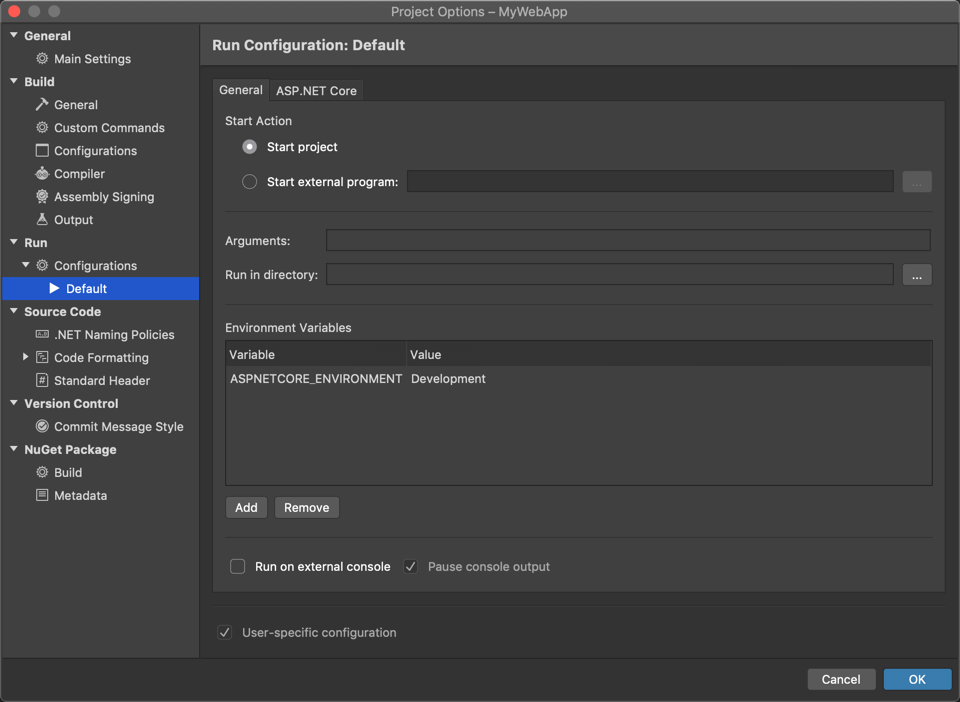 Project Options – MyWebApp
General
Main Settings
Build
General
Custom Commands
Configurations
Compiler
Assembly Signing
Output
Run
Configurations
Default
Source Code
.NET Naming Policies
Code Formatting
Standard Header
Version Control
Commit Message Style
NuGet Package
Build
Metadata
Run Configuration: Default
General ASP.NET Core
Start Action
Start project
Start external program: ...
Arguments:
Run in directory: ...
Environment Variables
Variable Value
ASPNETCORE_ENVIRONMENT Development
Add Remove
Run on external console Pause console output
User-specific configuration
Cancel OK